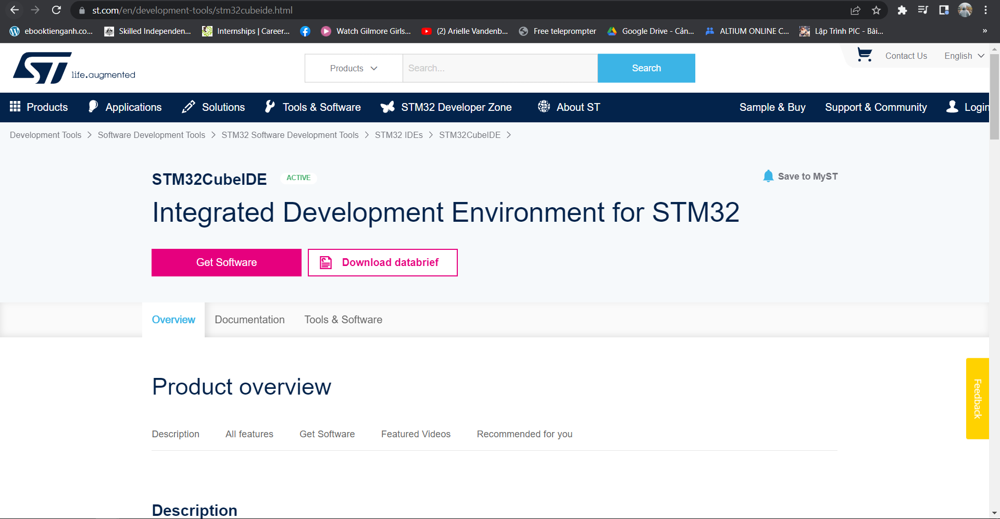 st.com/en/development-tools/stm32cubeide.html
ebooktienganh.co... Skilled Independen... Internships | Career... Watch Gilmore Girls... (2) Arielle Vandenb... Free teleprompter Google Drive - Cản... ALTIUM ONLINE C... Lập Trình PIC - Bài... »
ST life.augmented Products Search... Search Contact Us English
Products Applications Solutions Tools & Software STM32 Developer Zone About ST Sample & Buy Support & Community Login
Development Tools > Software Development Tools > STM32 Software Development Tools > STM32 IDEs > STM32CubeIDE >
STM32CubeIDE ACTIVE Save to MyST
Integrated Development Environment for STM32
Get Software Download databrief
Overview Documentation Tools & Software
Product overview
Feedback
Description All features Get Software Featured Videos Recommended for you
Description